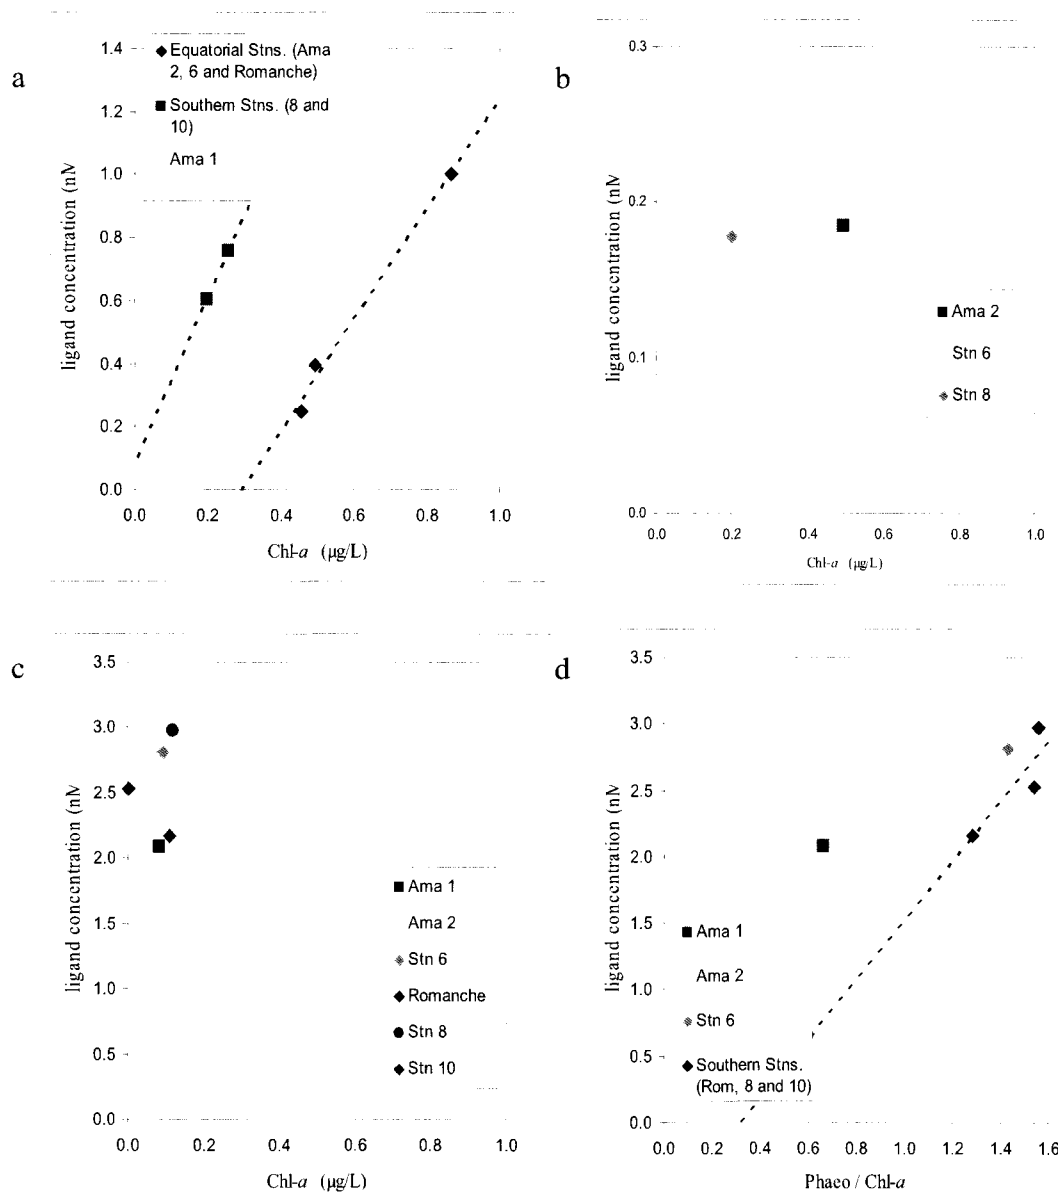 a
ligand concentration (nM
1.4
1.2
1.0
0.8
0.6
0.4
0.2
0.0
Equatorial Stns. (Ama
2, 6 and Romanche)
Southern Stns. (8 and
10)
Ama 1
0.0 0.2 0.4 0.6 0.8 1.0
Chl-a (µg/L)
b
ligand concentration (nM
0.3
0.2
0.1
0.0
Ama 2
Stn 6
Stn 8
0.0 0.2 0.4 0.6 0.8 1.0
Chl-a (µg/L)
c
ligand concentration (nM
3.5
3.0
2.5
2.0
1.5
1.0
0.5
0.0
Ama 1
Ama 2
Stn 6
Romanche
Stn 8
Stn 10
0.0 0.2 0.4 0.6 0.8 1.0
Chl-a (µg/L)
d
ligand concentration (nM
3.5
3.0
2.5
2.0
1.5
1.0
0.5
0.0
Ama 1
Ama 2
Stn 6
Southern Stns.
(Rom, 8 and 10)
0.0 0.2 0.4 0.6 0.8 1.0 1.2 1.4 1.6
Phaeo / Chl-a